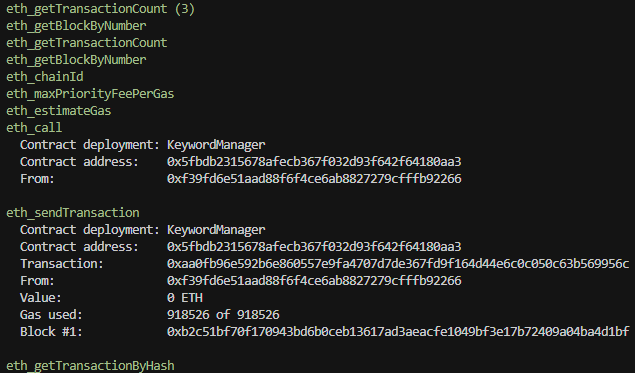 eth_getTransactionCount (3)
eth_getBlockByNumber
eth_getTransactionCount
eth_getBlockByNumber
eth_chainId
eth_maxPriorityFeePerGas
eth_estimateGas
eth_call
Contract deployment: KeywordManager
Contract address: 0x5fbdb2315678afecb367f032d93f642f64180aa3
From: 0xf39fd6e51aad88f6f4ce6ab8827279cfffb92266
eth_sendTransaction
Contract deployment: KeywordManager
Contract address: 0x5fbdb2315678afecb367f032d93f642f64180aa3
Transaction: 0xaa0fb96e592b6e860557e9fa4707d7de367fd9f164d44e6c0c050c63b569956c
From: 0xf39fd6e51aad88f6f4ce6ab8827279cfffb92266
Value: 0 ETH
Gas used: 918526 of 918526
Block #1: 0xb2c51bf70f170943bd6b0ceb13617ad3aeacfe1049bf3e17b72409a04ba4d1bf
eth_getTransactionByHash